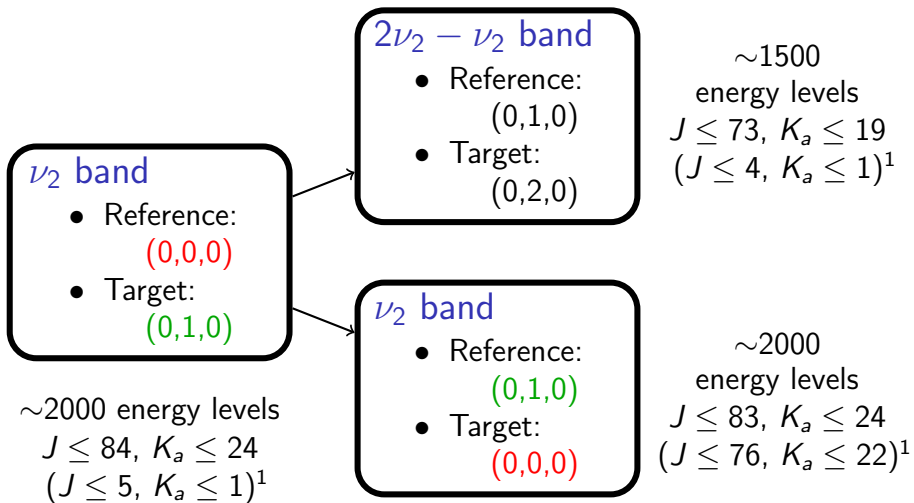 ν₂ band
• Reference:
(0,0,0)
• Target:
(0,1,0)
~2000 energy levels
J ≤ 84, Kₐ ≤ 24
(J ≤ 5, Kₐ ≤ 1)¹
2ν₂ − ν₂ band
• Reference:
(0,1,0)
• Target:
(0,2,0)
~1500
energy levels
J ≤ 73, Kₐ ≤ 19
(J ≤ 4, Kₐ ≤ 1)¹
ν₂ band
• Reference:
(0,1,0)
• Target:
(0,0,0)
~2000
energy levels
J ≤ 83, Kₐ ≤ 24
(J ≤ 76, Kₐ ≤ 22)¹